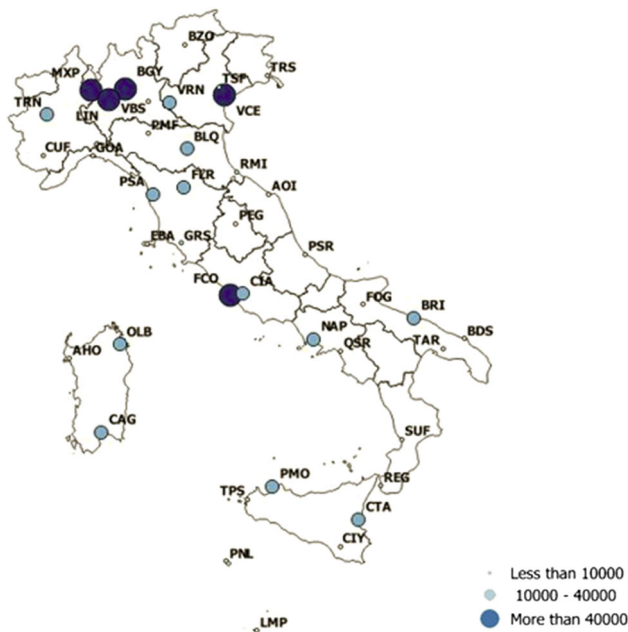 BZO
TRS
MXP
BGY
TSF
VRN
TRN
VBS
VCE
LIN
PMF
BLQ
CUF
GOA
RMI
FLR
PSA
AOI
PEG
EBA
GRS
PSR
FCO
CIA
FOG
BRI
NAP
OLB
BDS
TAR
QSR
AHO
CAG
SUF
PMO
REG
TPS
CTA
CIY
PNL
Less than 10000
10000 - 40000
LMP
More than 40000